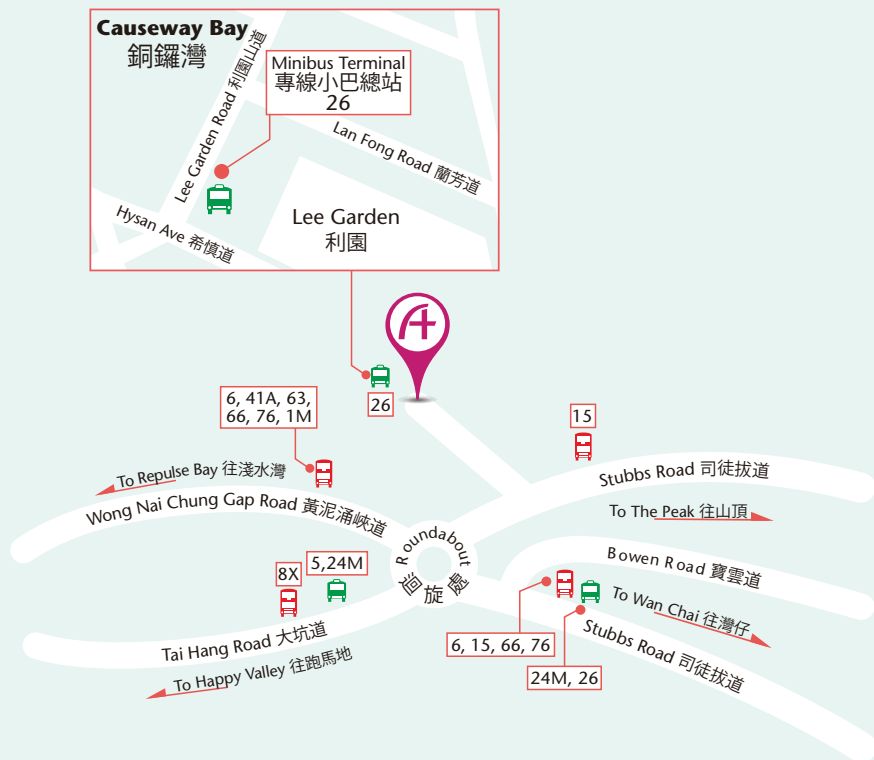 Causeway Bay
銅鑼灣
Minibus Terminal
專線小巴總站
26
Lee Garden Road 利園山道
Lan Fong Road 蘭芳道
Hysan Ave 希慎道
Lee Garden
利園
26
6, 41A, 63,
66, 76, 1M
15
To Repulse Bay 往淺水灣
Wong Nai Chung Gap Road 黃泥涌峽道
Stubbs Road 司徒拔道
To The Peak 往山頂
Roundabout
迴旋處
Bowen Road 寶雲道
8X
5,24M
To Wan Chai 往灣仔
Tai Hang Road 大坑道
6, 15, 66, 76
Stubbs Road 司徒拔道
To Happy Valley 往跑馬地
24M, 26